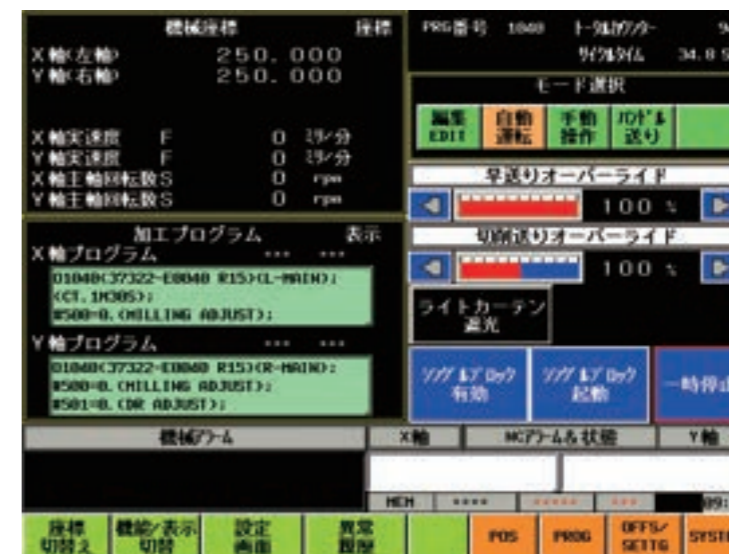 機械座標 座標
X軸(左軸) 250.000
Y軸(右軸) 250.000
X軸実速度 F 0 ミリ/分
Y軸実速度 F 0 ミリ/分
X軸主軸回転数S 0 rpm
Y軸主軸回転数S 0 rpm
PRG番号 1040 トータルカウンター
サイクルタイム 34.8 S
モード選択
編集 EDIT
自動 運転
手動 操作
ハンドル 送り
早送りオーバーライド
100 %
切削送りオーバーライド
100 %
ライトカーテン
遮光
シングルブロック 有効
シングルブロック 起動
一時停止
加工プログラム 表示
X軸プログラム *** ***
O1040(37322-E0040 R15)(L-MAIN);
(CT.1M30S);
#500=0.(MILLING ADJUST);
Y軸プログラム *** ***
O1040(37322-E0040 R15)(R-MAIN);
#500=0.(MILLING ADJUST);
#501=0.(DR ADJUST);
機械アラーム X軸 NCアラーム&状態 Y軸
MEM **** ***** *** 09:
座標 切替え
機能/表示 切替
設定 画面
異常 履歴
POS
PROG
OFFS/ SETTG
SYST